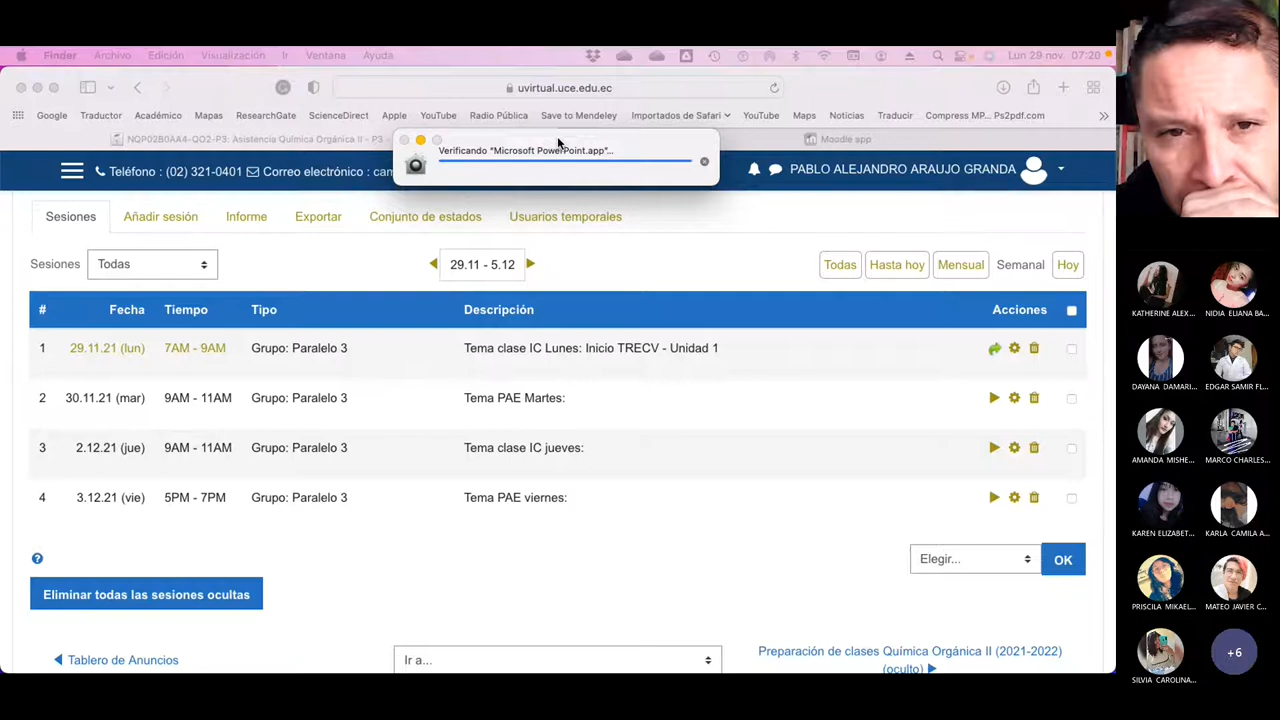 Finder Archivo Edición Visualización Ir Ventana Ayuda Lun 29 nov. 07:20
uvirtual.uce.edu.ec
Google Traductor Académico Mapas ResearchGate ScienceDirect Apple YouTube Radio Pública Save to Mendeley Importados de Safari YouTube Maps Noticias Traducir Compress MP... Ps2pdf.com
NQP02B0AA4-QO2-P3: Asistencia Química Orgánica II - P3 Moodle app
Verificando “Microsoft PowerPoint.app”...
Teléfono : (02) 321-0401 Correo electrónico : cam PABLO ALEJANDRO ARAUJO GRANDA
Sesiones Añadir sesión Informe Exportar Conjunto de estados Usuarios temporales
Sesiones Todas 29.11 - 5.12 Todas Hasta hoy Mensual Semanal Hoy
# Fecha Tiempo Tipo Descripción Acciones
1 29.11.21 (lun) 7AM - 9AM Grupo: Paralelo 3 Tema clase IC Lunes: Inicio TRECV - Unidad 1
2 30.11.21 (mar) 9AM - 11AM Grupo: Paralelo 3 Tema PAE Martes:
3 2.12.21 (jue) 9AM - 11AM Grupo: Paralelo 3 Tema clase IC jueves:
4 3.12.21 (vie) 5PM - 7PM Grupo: Paralelo 3 Tema PAE viernes:
Elegir... OK
Eliminar todas las sesiones ocultas
Tablero de Anuncios Ir a... Preparación de clases Química Orgánica II (2021-2022)
(oculto)
KATHERINE ALEX... NIDIA ELIANA BA...
DAYANA DAMARI... EDGAR SAMIR FL...
AMANDA MISHE... MARCO CHARLES...
KAREN ELIZABET... KARLA CAMILA A...
PRISCILA MIKAEL... MATEO JAVIER C...
SILVIA CAROLINA... +6